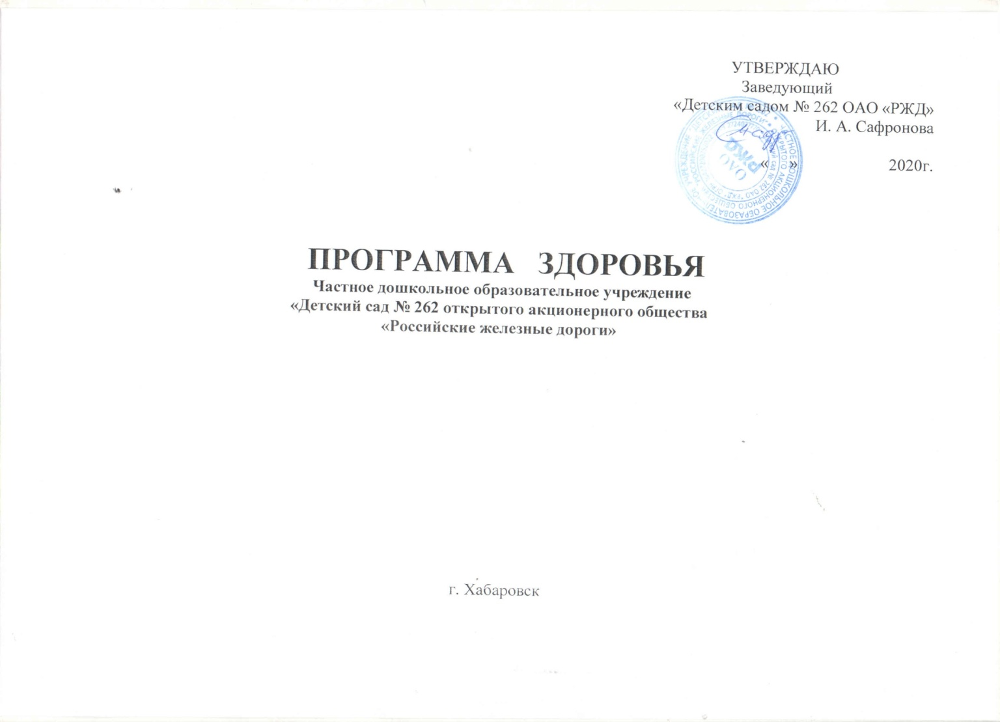 УТВЕРЖДАЮ
Заведующий
«Детским садом № 262 ОАО «РЖД»
И. А. Сафронова
« » 2020г.
ОАО
РЖД
ПРОГРАММА ЗДОРОВЬЯ
Частное дошкольное образовательное учреждение
«Детский сад № 262 открытого акционерного общества
«Российские железные дороги»
г. Хабаровск